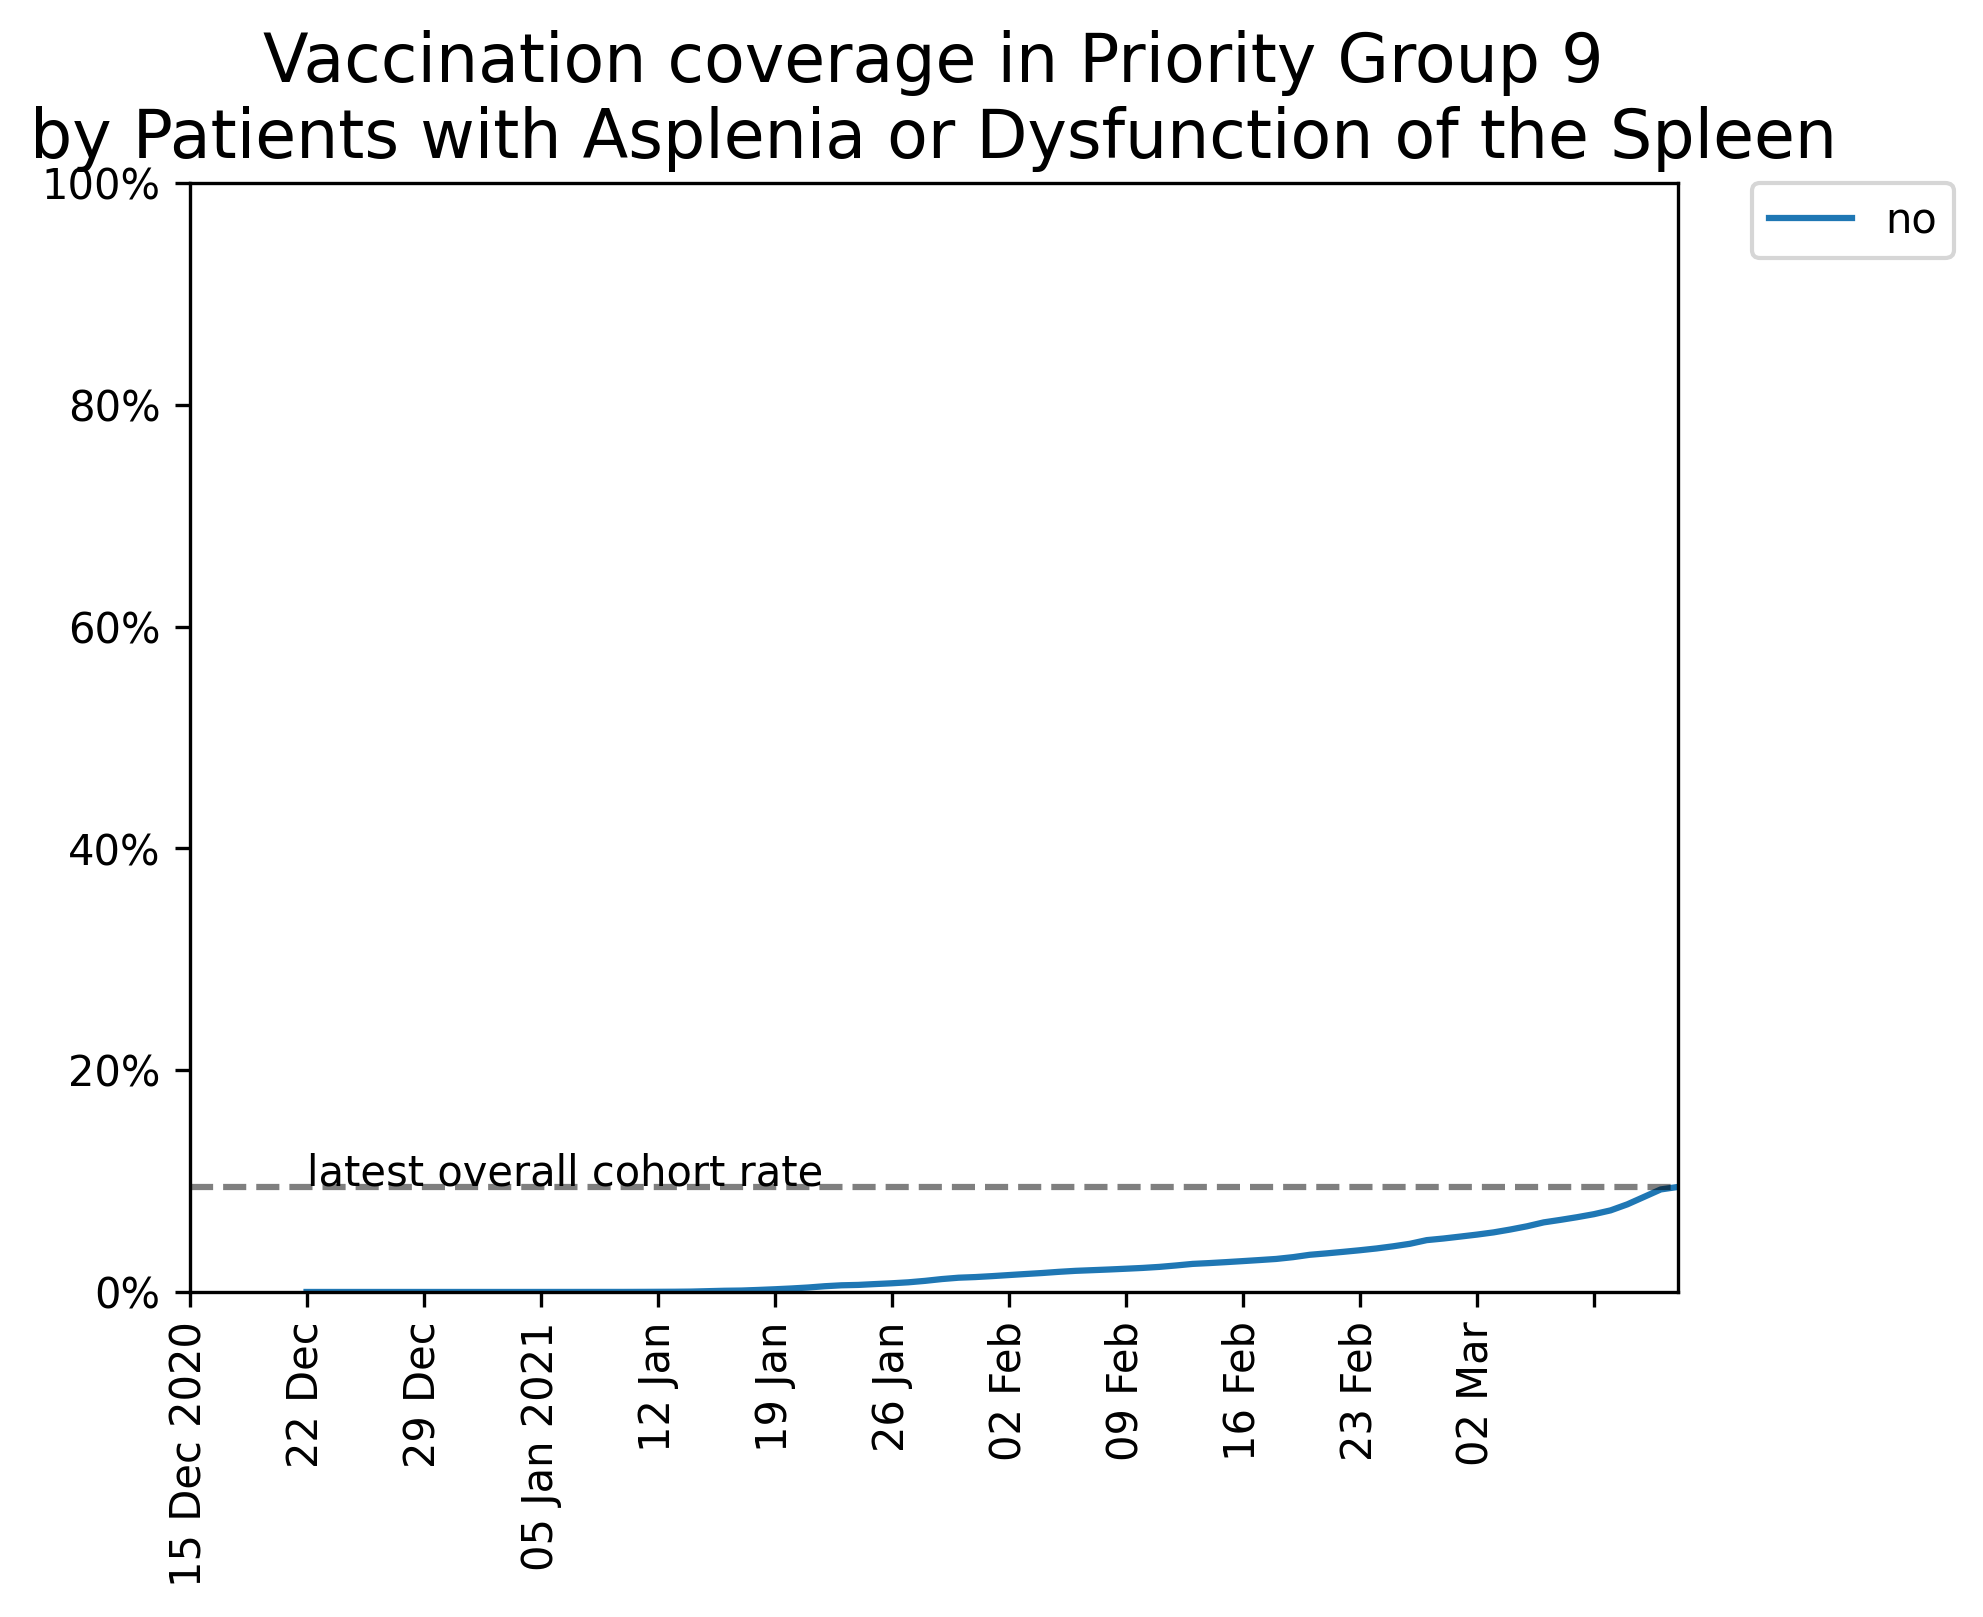 Vaccination coverage in Priority Group 9
by Patients with Asplenia or Dysfunction of the Spleen
100%
80%
60%
40%
20%
0%
no
latest overall cohort rate
15 Dec 2020
22 Dec
29 Dec
05 Jan 2021
12 Jan
19 Jan
26 Jan
02 Feb
09 Feb
16 Feb
23 Feb
02 Mar